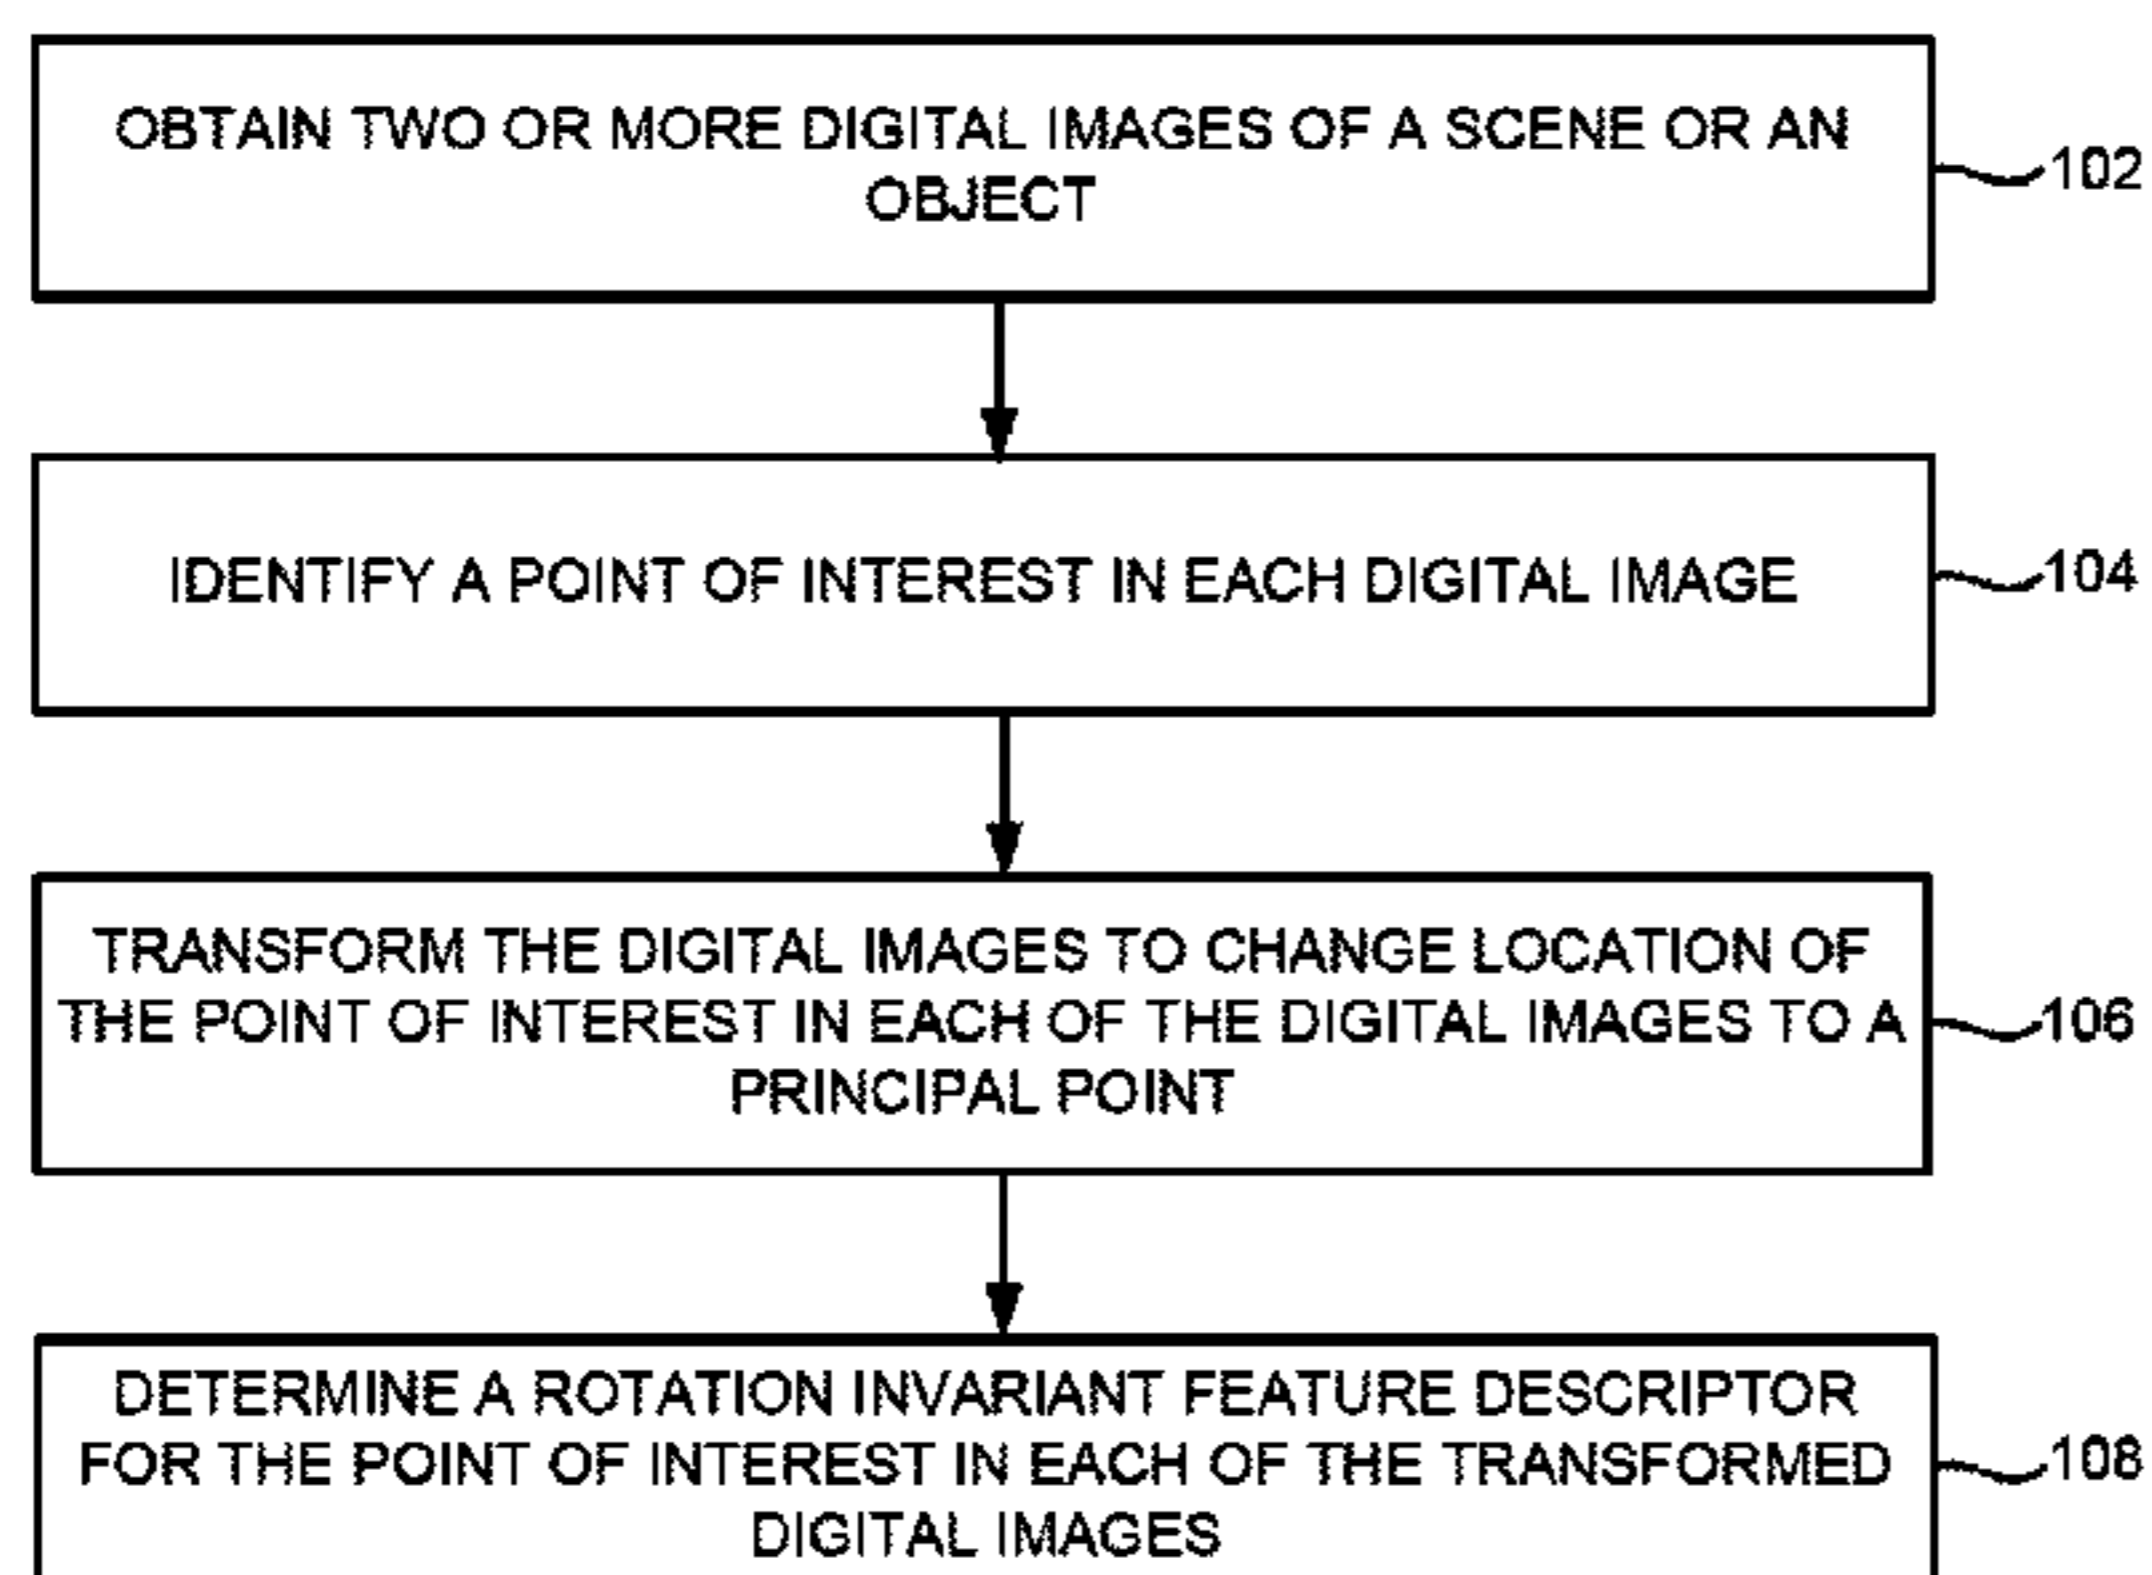 OBTAIN TWO OR MORE DIGITAL IMAGES OF A SCENE OR AN
OBJECT
102
IDENTIFY A POINT OF INTEREST IN EACH DIGITAL IMAGE
104
TRANSFORM THE DIGITAL IMAGES TO CHANGE LOCATION OF
THE POINT OF INTEREST IN EACH OF THE DIGITAL IMAGES TO A
PRINCIPAL POINT
106
DETERMINE A ROTATION INVARIANT FEATURE DESCRIPTOR
FOR THE POINT OF INTEREST IN EACH OF THE TRANSFORMED
DIGITAL IMAGES
108